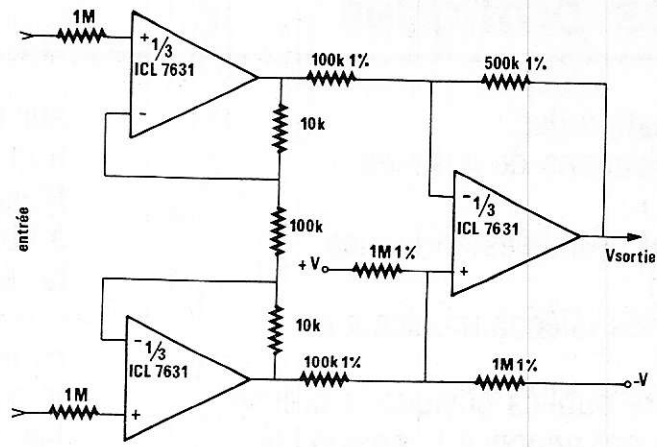 1M
+
1/3
ICL 7631
-
100k 1%
500k 1%
10k
entrée
100k
+ V
1M 1%
- 1/3
ICL 7631
+
Vsortie
10k
- 1/3
ICL 7631
+
1M
100k 1%
1M 1%
-V